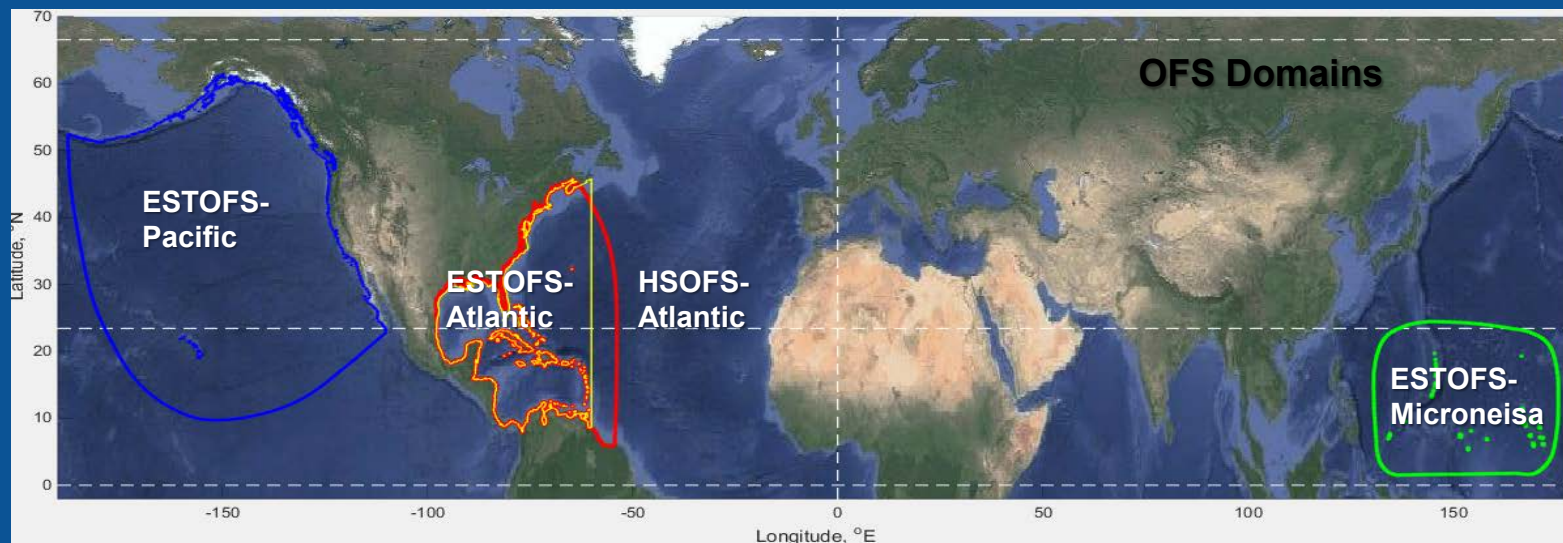 OFS Domains
ESTOFS-
Pacific
ESTOFS-
Atlantic
HSOFS-
Atlantic
ESTOFS-
Microneisa
Latitude, °N
70
60
50
40
30
20
10
0
-150
-100
-50
0
50
100
150
Longitude, °E